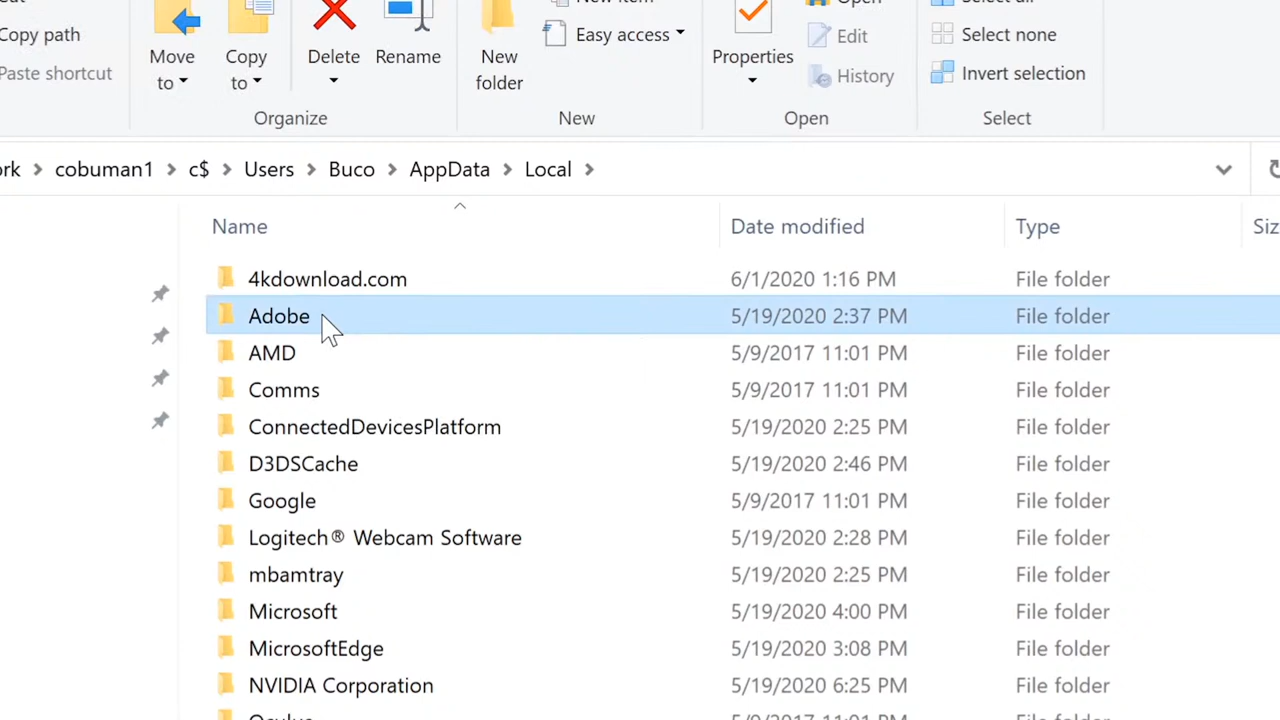 Copy path
Paste shortcut
Move to
Copy to
Delete
Rename
Organize
New folder
Easy access
New
Properties
Open
Edit
History
Open
Select all
Select none
Invert selection
Select
cobuman1 > c$ > Users > Buco > AppData > Local >
Name Date modified Type
4kdownload.com 6/1/2020 1:16 PM File folder
Adobe 5/19/2020 2:37 PM File folder
AMD 5/9/2017 11:01 PM File folder
Comms 5/9/2017 11:01 PM File folder
ConnectedDevicesPlatform 5/19/2020 2:25 PM File folder
D3DSCache 5/19/2020 2:46 PM File folder
Google 5/9/2017 11:01 PM File folder
Logitech® Webcam Software 5/19/2020 2:28 PM File folder
mbamtray 5/19/2020 2:25 PM File folder
Microsoft 5/19/2020 4:00 PM File folder
MicrosoftEdge 5/19/2020 3:08 PM File folder
NVIDIA Corporation 5/19/2020 6:25 PM File folder